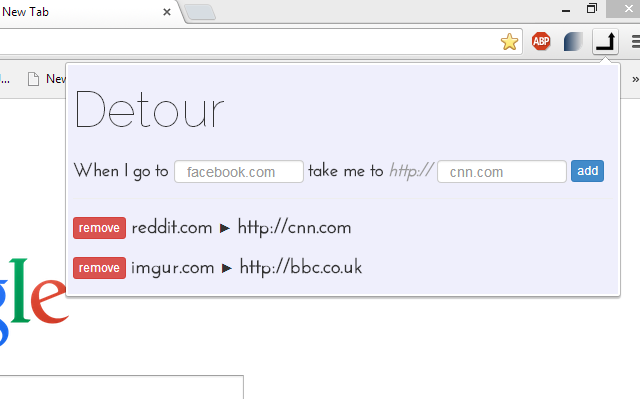 New Tab
ABP
New
»
Detour
When I go to facebook.com take me to http:// cnn.com add
remove reddit.com ► http://cnn.com
remove imgur.com ► http://bbc.co.uk
gle